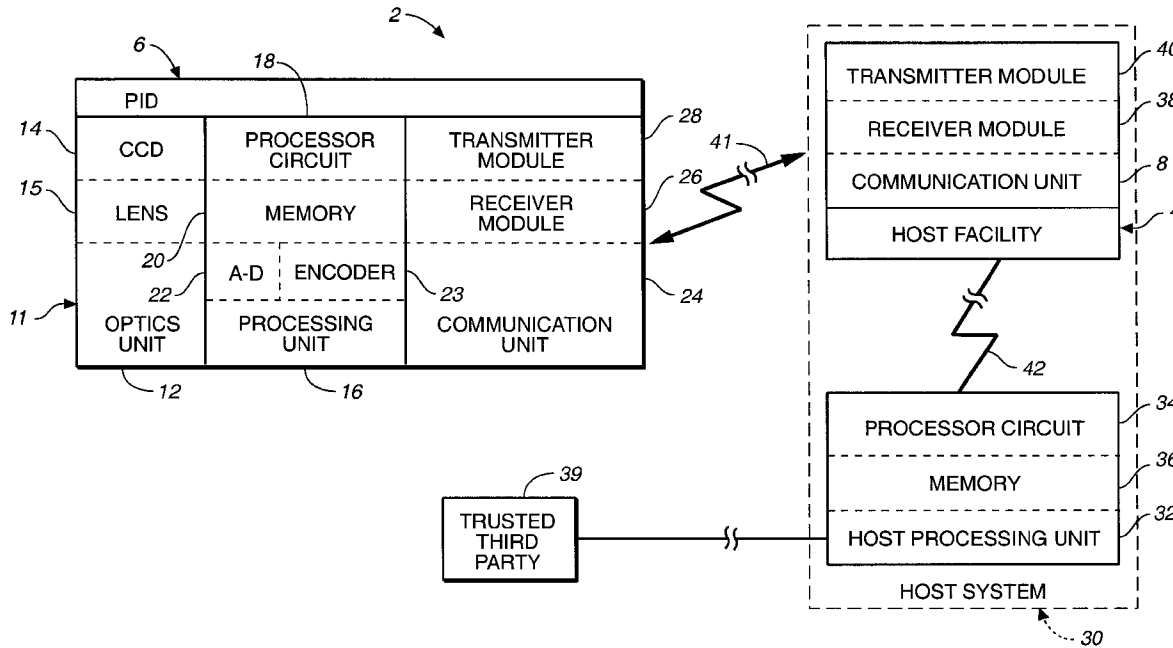 2
6
18
PID
14
CCD
PROCESSOR
CIRCUIT
TRANSMITTER
MODULE
28
15
LENS
MEMORY
RECEIVER
MODULE
26
20
22
A-D
ENCODER
23
24
11
OPTICS
UNIT
PROCESSING
UNIT
COMMUNICATION
UNIT
12
16
41
TRANSMITTER MODULE
40
RECEIVER MODULE
38
COMMUNICATION UNIT
8
HOST FACILITY
42
PROCESSOR CIRCUIT
34
MEMORY
36
HOST PROCESSING UNIT
32
HOST SYSTEM
30
39
TRUSTED
THIRD
PARTY